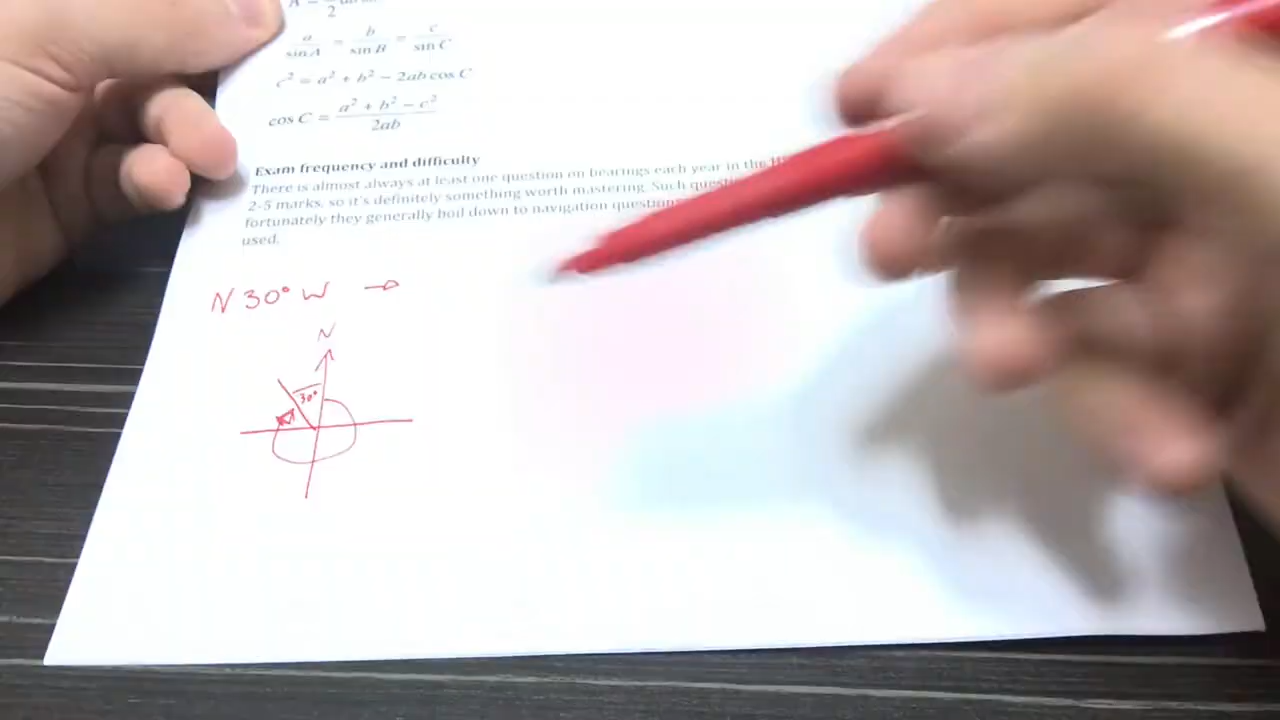 A =
2
a/sin A = b/sin B = c/sin C
c² = a² + b² − 2ab cos C
cos C = a² + b² − c²/2ab
Exam frequency and difficulty
There is almost always at least one question on bearings each year in the
2-5 marks, so it's definitely something worth mastering. Such
fortunately they generally boil down to navigation
used.
N 30° W →
N
30°